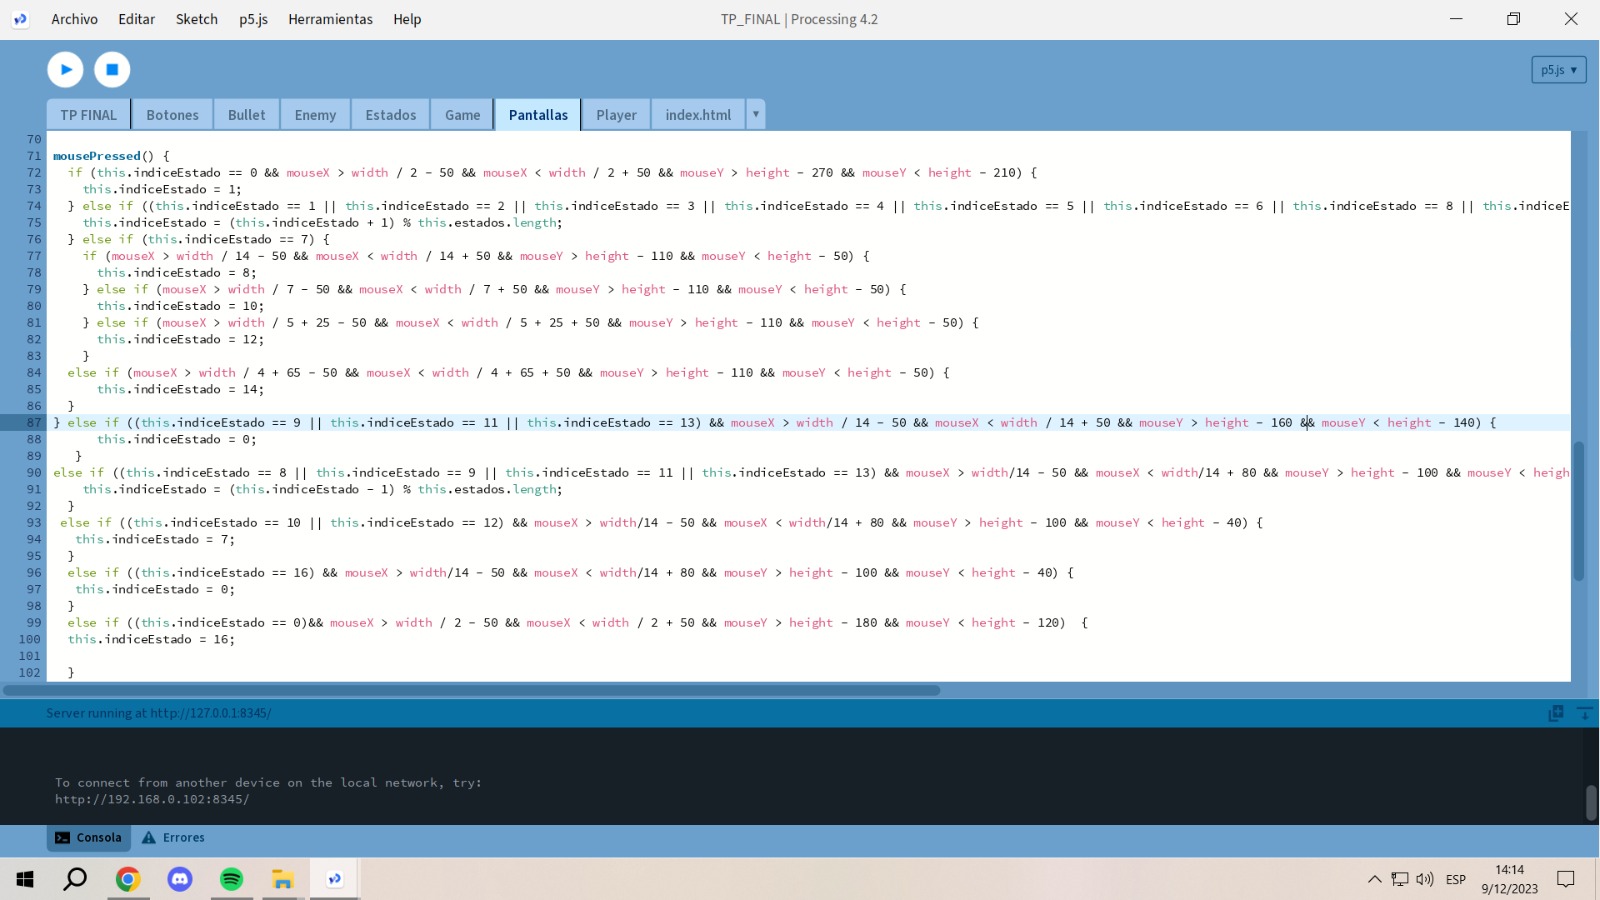 Archivo Editar Sketch p5.js Herramientas Help TP_FINAL | Processing 4.2
p5.js ▾
TP FINAL Botones Bullet Enemy Estados Game Pantallas Player index.html ▾
70
71 mousePressed() {
72 if (this.indiceEstado == 0 && mouseX > width / 2 - 50 && mouseX < width / 2 + 50 && mouseY > height - 270 && mouseY < height - 210) {
73 this.indiceEstado = 1;
74 } else if ((this.indiceEstado == 1 || this.indiceEstado == 2 || this.indiceEstado == 3 || this.indiceEstado == 4 || this.indiceEstado == 5 || this.indiceEstado == 6 || this.indiceEstado == 8 || this.indiceE
75 this.indiceEstado = (this.indiceEstado + 1) % this.estados.length;
76 } else if (this.indiceEstado == 7) {
77 if (mouseX > width / 14 - 50 && mouseX < width / 14 + 50 && mouseY > height - 110 && mouseY < height - 50) {
78 this.indiceEstado = 8;
79 } else if (mouseX > width / 7 - 50 && mouseX < width / 7 + 50 && mouseY > height - 110 && mouseY < height - 50) {
80 this.indiceEstado = 10;
81 } else if (mouseX > width / 5 + 25 - 50 && mouseX < width / 5 + 25 + 50 && mouseY > height - 110 && mouseY < height - 50) {
82 this.indiceEstado = 12;
83 }
84 else if (mouseX > width / 4 + 65 - 50 && mouseX < width / 4 + 65 + 50 && mouseY > height - 110 && mouseY < height - 50) {
85 this.indiceEstado = 14;
86 }
87 } else if ((this.indiceEstado == 9 || this.indiceEstado == 11 || this.indiceEstado == 13) && mouseX > width / 14 - 50 && mouseX < width / 14 + 50 && mouseY > height - 160 && mouseY < height - 140) {
88 this.indiceEstado = 0;
89 }
90 else if ((this.indiceEstado == 8 || this.indiceEstado == 9 || this.indiceEstado == 11 || this.indiceEstado == 13) && mouseX > width/14 - 50 && mouseX < width/14 + 80 && mouseY > height - 100 && mouseY < heigh
91 this.indiceEstado = (this.indiceEstado - 1) % this.estados.length;
92 }
93 else if ((this.indiceEstado == 10 || this.indiceEstado == 12) && mouseX > width/14 - 50 && mouseX < width/14 + 80 && mouseY > height - 100 && mouseY < height - 40) {
94 this.indiceEstado = 7;
95 }
96 else if ((this.indiceEstado == 16) && mouseX > width/14 - 50 && mouseX < width/14 + 80 && mouseY > height - 100 && mouseY < height - 40) {
97 this.indiceEstado = 0;
98 }
99 else if ((this.indiceEstado == 0)&& mouseX > width / 2 - 50 && mouseX < width / 2 + 50 && mouseY > height - 180 && mouseY < height - 120) {
100 this.indiceEstado = 16;
101
102 }
Server running at http://127.0.0.1:8345/
To connect from another device on the local network, try:
http://192.168.0.102:8345/
Consola Errores
ESP 14:14
9/12/2023